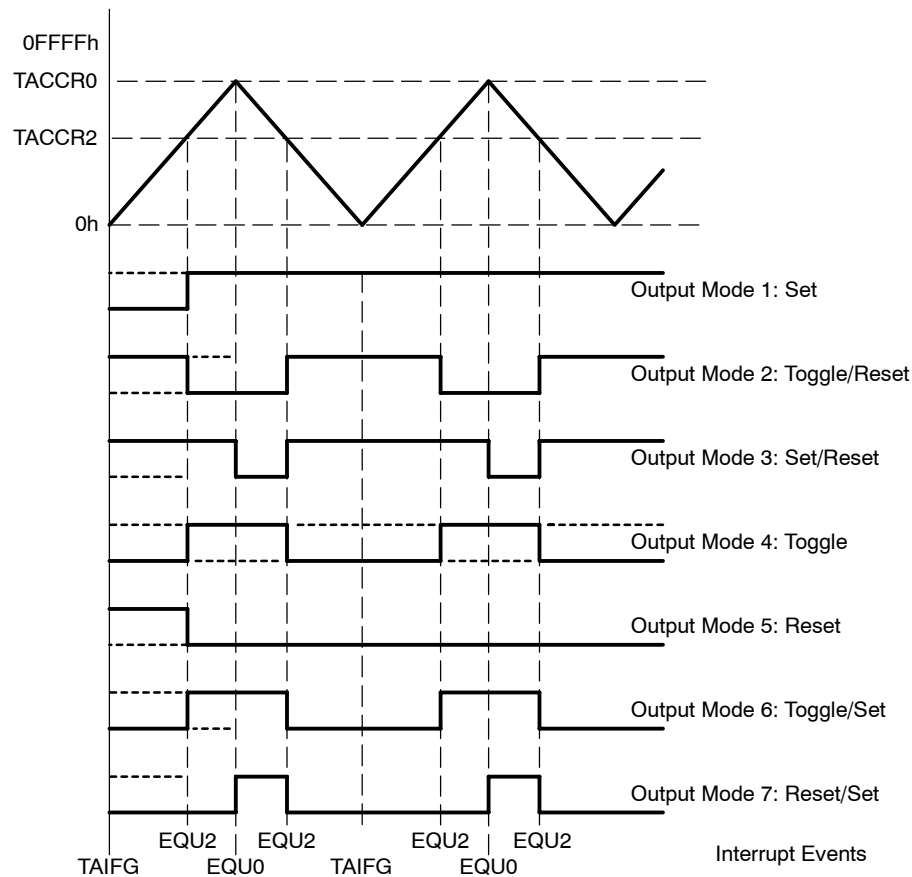 0FFFFh
TACCR0
TACCR2
0h
Output Mode 1: Set
Output Mode 2: Toggle/Reset
Output Mode 3: Set/Reset
Output Mode 4: Toggle
Output Mode 5: Reset
Output Mode 6: Toggle/Set
Output Mode 7: Reset/Set
EQU2 EQU2 EQU2 EQU2
TAIFG EQU0 TAIFG EQU0 Interrupt Events